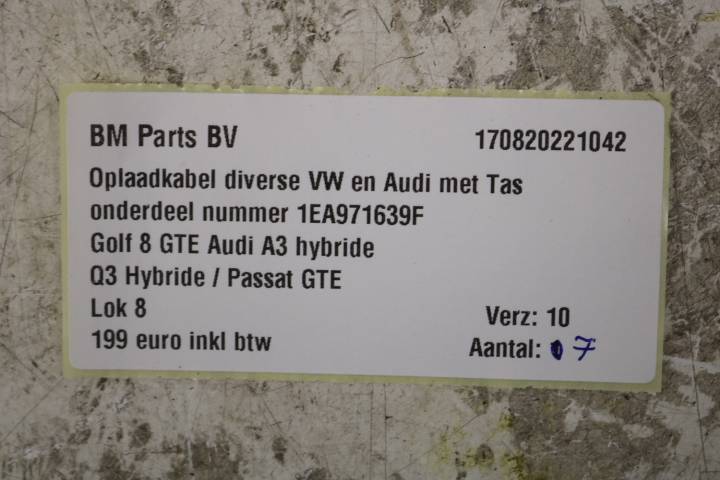 BM Parts BV 170820221042
Oplaadkabel diverse VW en Audi met Tas
onderdeel nummer 1EA971639F
Golf 8 GTE Audi A3 hybride
Q3 Hybride / Passat GTE
Lok 8 Verz: 10
199 euro inkl btw Aantal: 7